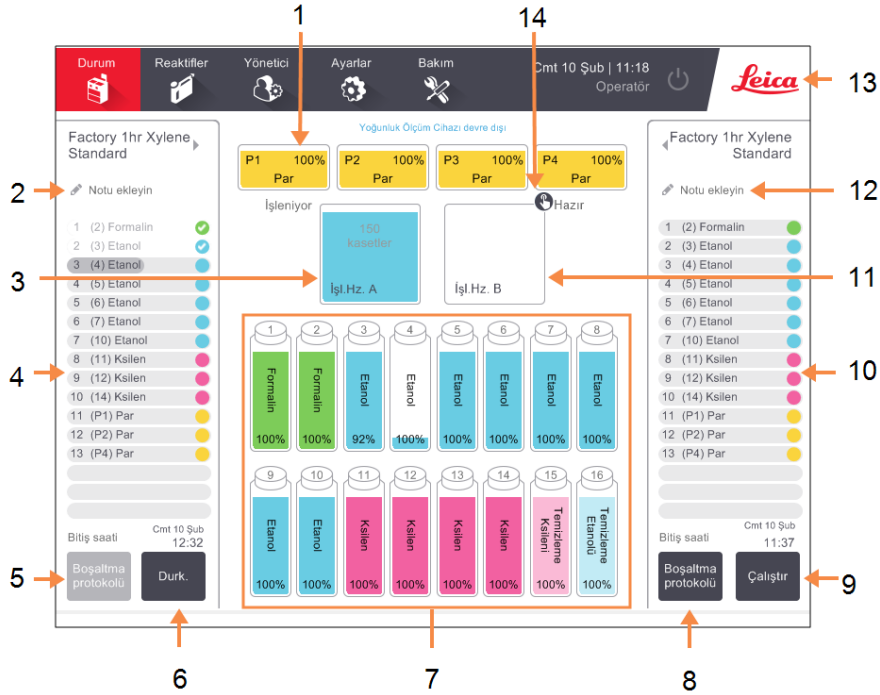 1
14
Durum
Reaktifler
Yönetici
Ayarlar
Bakım
Cmt 10 Şub | 11:18
Operatör
Leica
13
Factory 1hr Xylene
Standard
Yoğunluk Ölçüm Cihazı devre dışı
Factory 1hr Xylene
Standard
P1 100%
Par
P2 100%
Par
P3 100%
Par
P4 100%
Par
2
Notu ekleyin
Notu ekleyin
12
İşleniyor
Hazır
150
kasetler
İşl.Hz. A
İşl.Hz. B
3
11
1 (2) Formalin
2 (3) Etanol
3 (4) Etanol
4 (5) Etanol
5 (6) Etanol
6 (7) Etanol
7 (10) Etanol
8 (11) Ksilen
9 (12) Ksilen
10 (14) Ksilen
11 (P1) Par
12 (P2) Par
13 (P4) Par
4
1 (2) Formalin
2 (3) Etanol
3 (4) Etanol
4 (5) Etanol
5 (6) Etanol
6 (7) Etanol
7 (10) Etanol
8 (11) Ksilen
9 (12) Ksilen
10 (14) Ksilen
11 (P1) Par
12 (P2) Par
13 (P4) Par
10
1 2 3 4 5 6 7 8
Formalin
Formalin
Etanol
Etanol
Etanol
Etanol
Etanol
Etanol
100% 100% 92% 100% 100% 100% 100% 100%
9 10 11 12 13 14 15 16
Etanol
Etanol
Ksilen
Ksilen
Ksilen
Ksilen
Temizleme
Ksileni
Temizleme
Etanolü
100% 100% 100% 100% 100% 100% 100% 100%
Cmt 10 Şub
Bitiş saati 12:32
Boşaltma
protokolü
Durk.
5
6
7
Cmt 10 Şub
Bitiş saati 11:37
Boşaltma
protokolü
Çalıştır
8
9